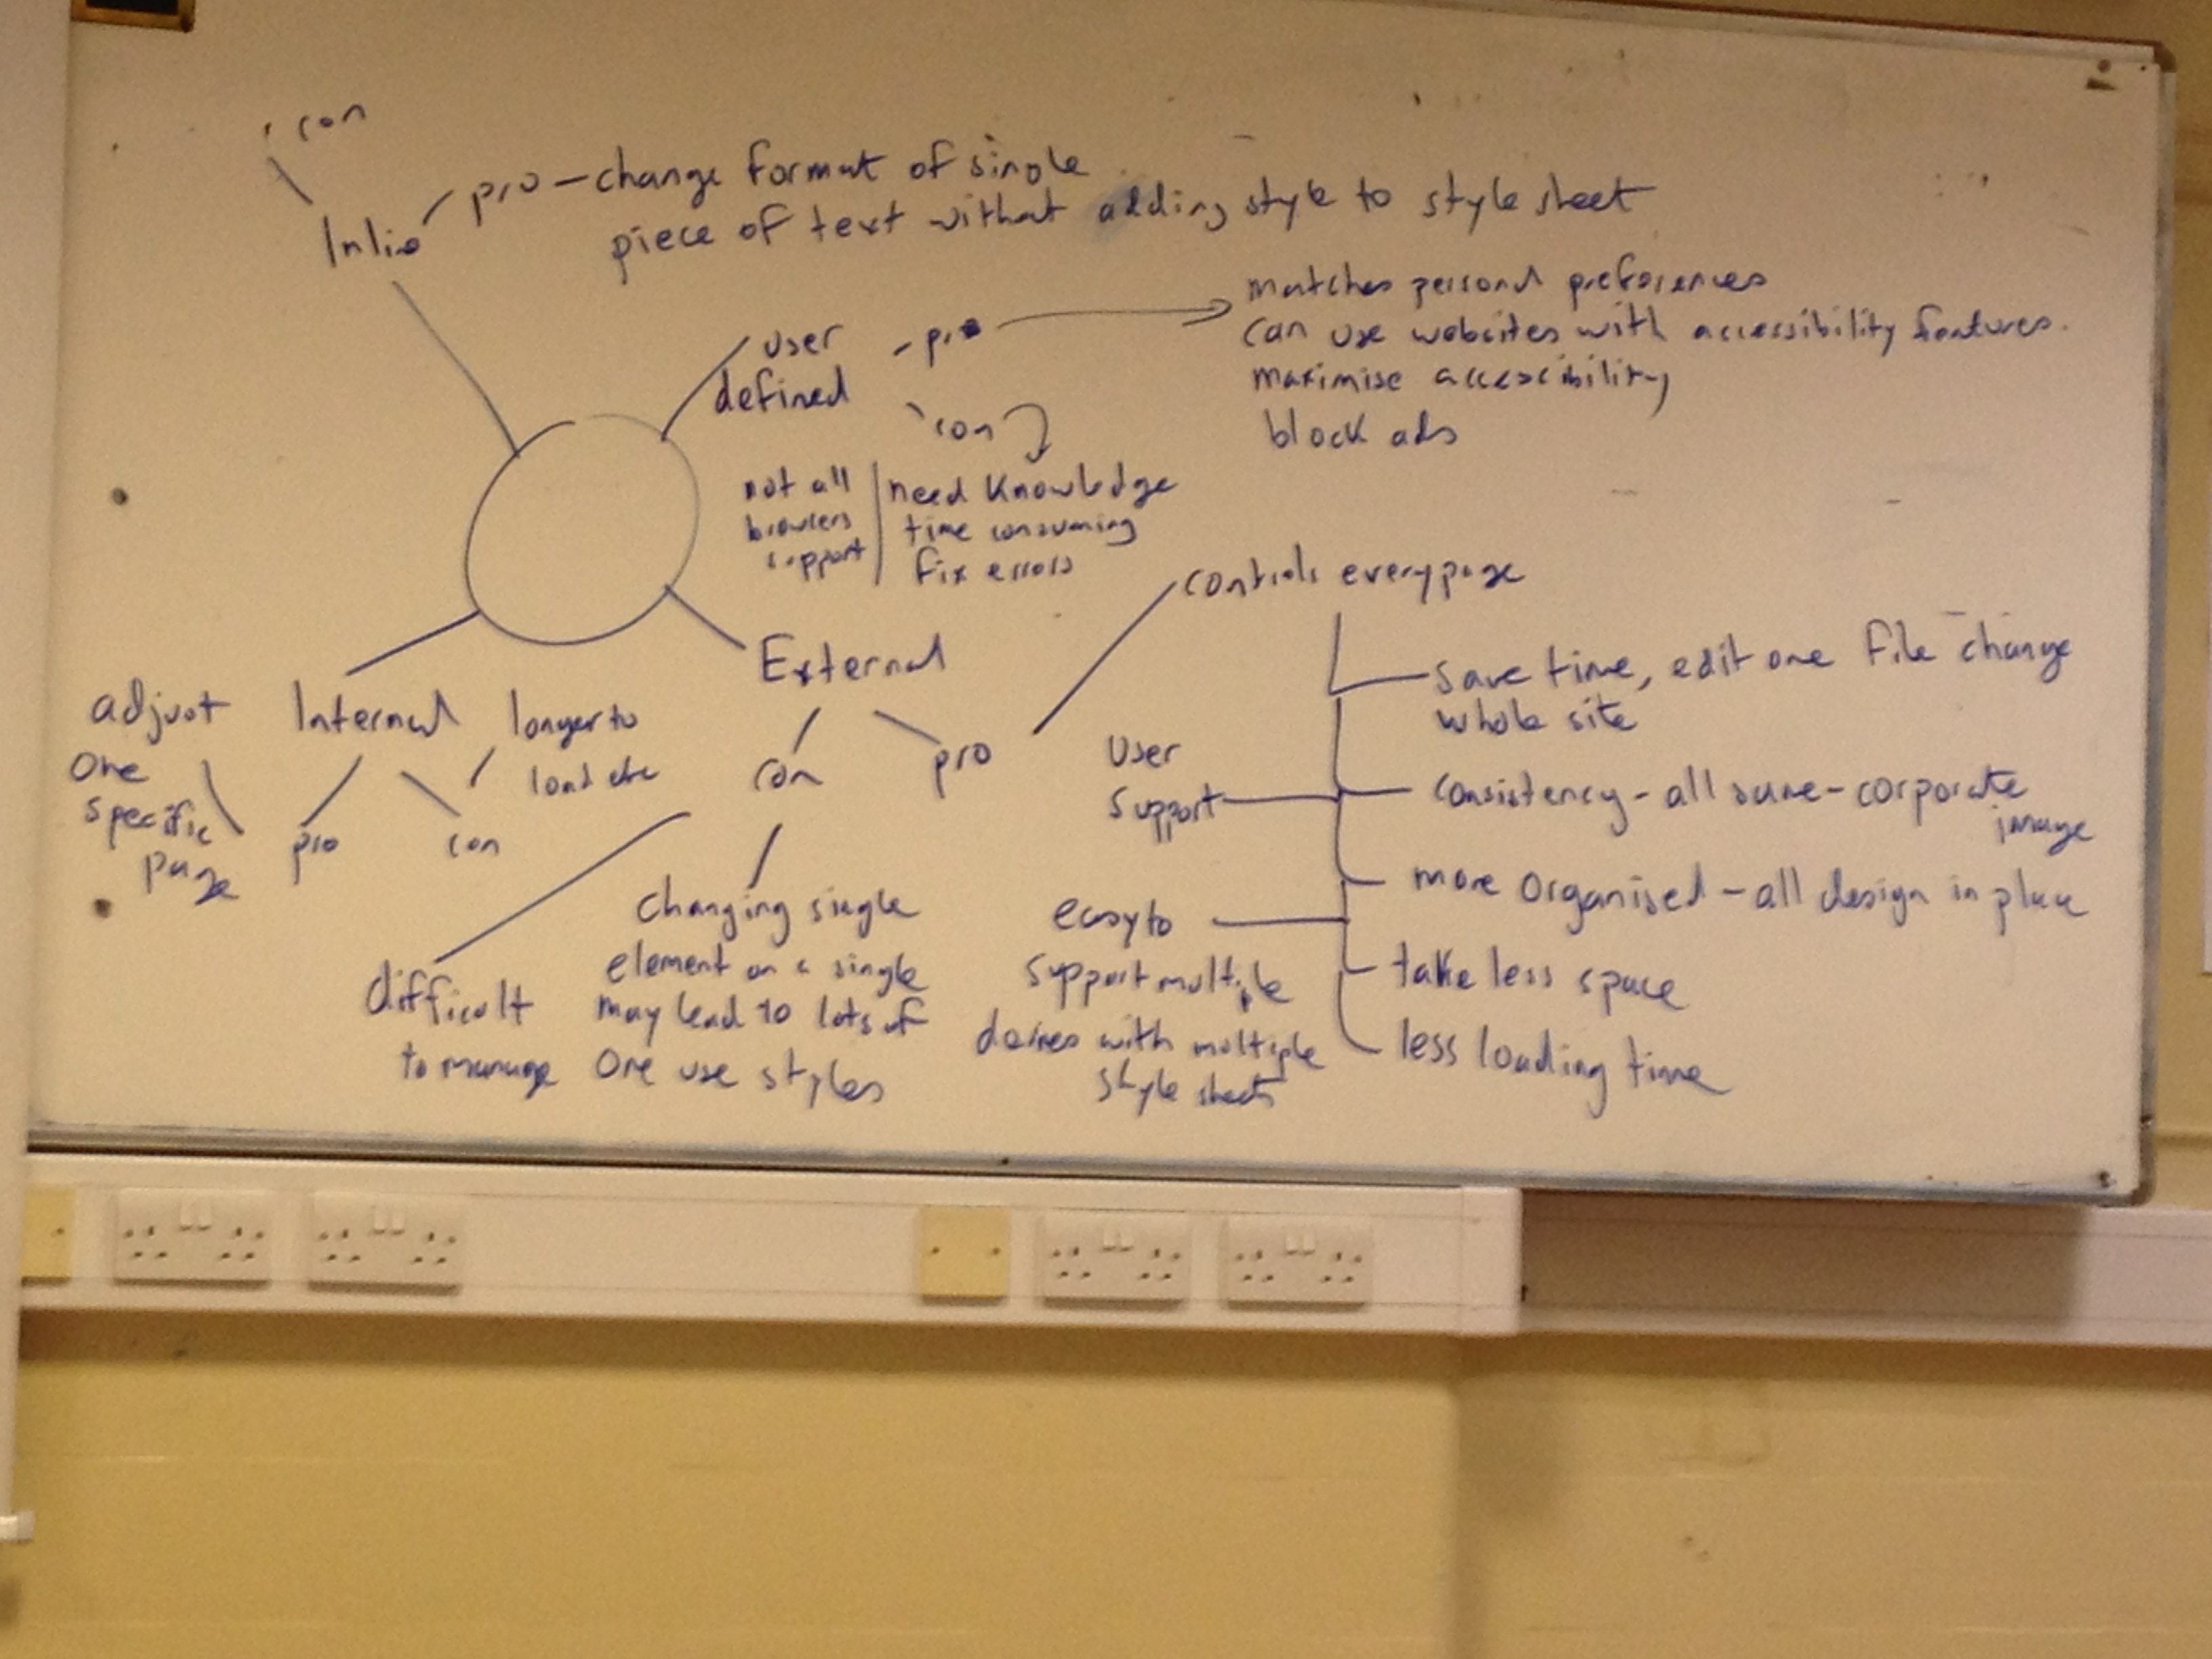 con
pro - change format of single
piece of text without adding style to style sheet
Inline
user
defined
- pro
matches personal preferences
can use websites with accessibility features.
maximise accessibility
block ads
con
not all
browsers
support
need knowledge
time consuming
fix errors
External
con
pro
controls every page
save time, edit one file change
whole site
User
support
consistency - all same - corporate
image
more organised - all design in place
easy to
support multiple
devices with multiple
style sheets
take less space
less loading time
changing single
element on a single
may lead to lots of
one use styles
difficult
to manage
Internal
longer to
load etc
adjust
one
specific
page
pro
con